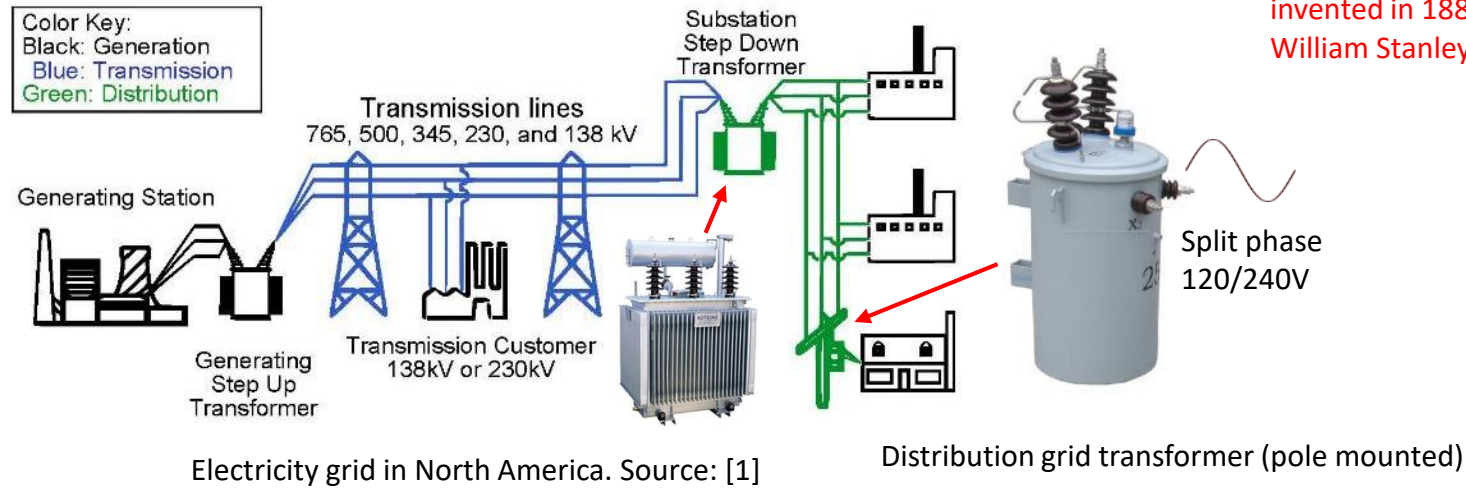 Color Key:
Black: Generation
Blue: Transmission
Green: Distribution
Substation
Step Down
Transformer
invented in 188
William Stanley
Transmission lines
765, 500, 345, 230, and 138 kV
Generating Station
Split phase
120/240V
25
Transmission Customer
138kV or 230kV
Generating
Step Up
Transformer
Electricity grid in North America. Source: [1]
Distribution grid transformer (pole mounted)